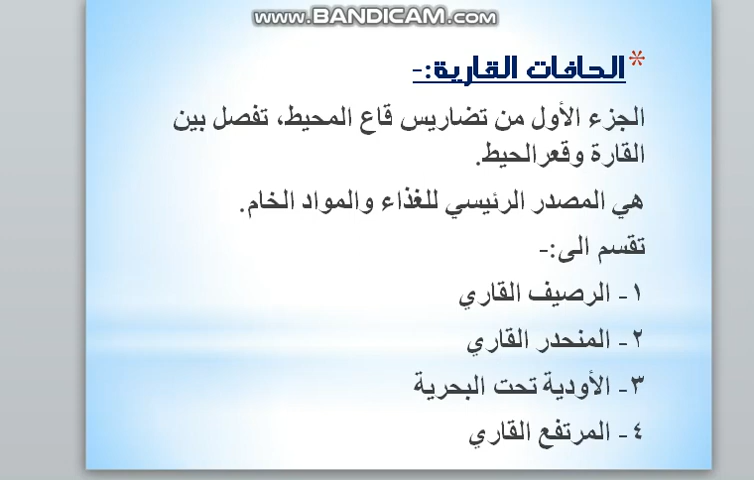 www.BANDICAM.com
* الحافات القارية:-
الجزء الأول من تضاريس قاع المحيط، تفصل بين
القارة وقعرالحيط.
هي المصدر الرئيسي للغذاء والمواد الخام.
تقسم الى:-
١- الرصيف القاري
٢- المنحدر القاري
٣- الأودية تحت البحرية
٤- المرتفع القاري